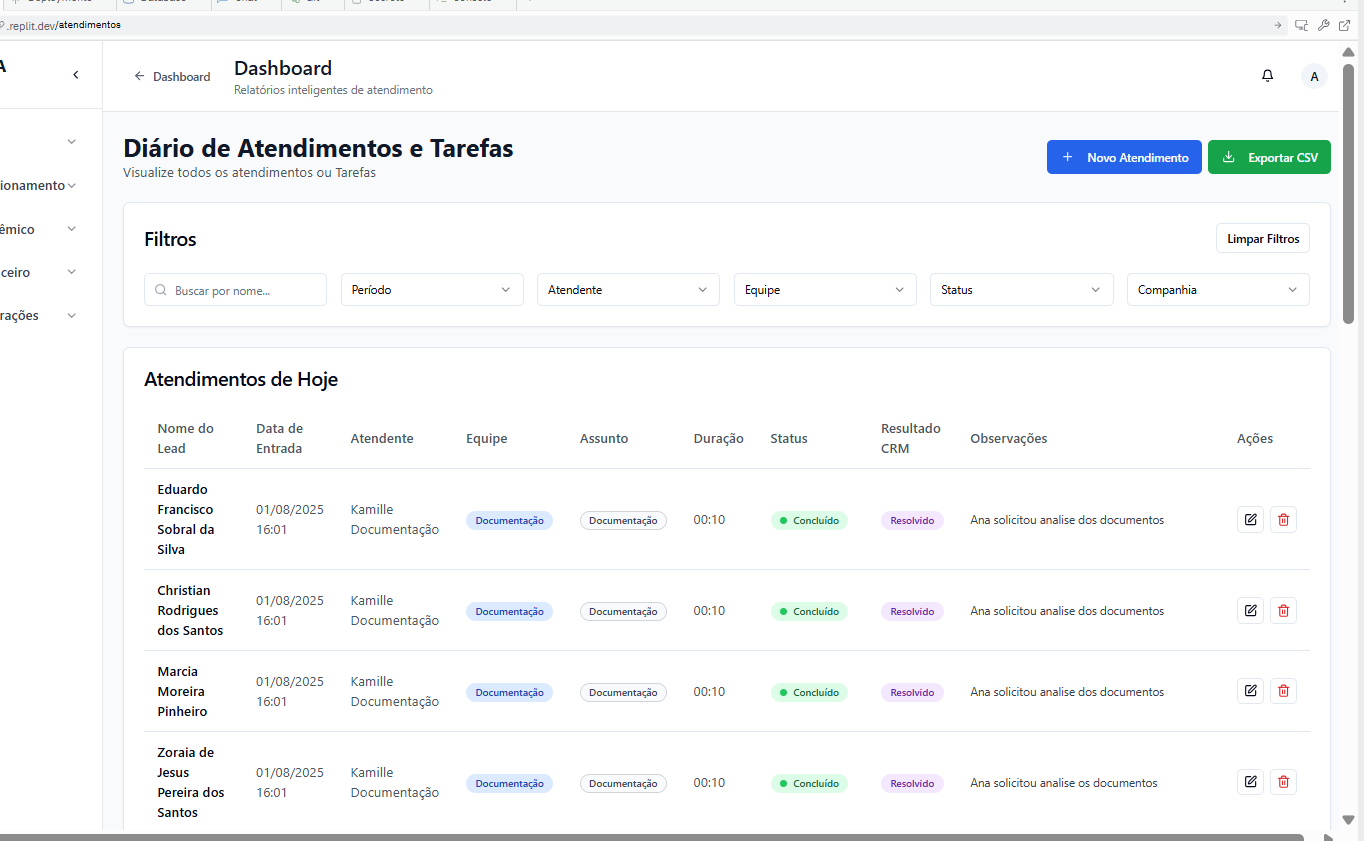 .replit.dev/atendimentos
A
Dashboard
Dashboard
Relatórios inteligentes de atendimento
A
ionamento
êmico
ceiro
rações
Diário de Atendimentos e Tarefas
Visualize todos os atendimentos ou Tarefas
Novo Atendimento
Exportar CSV
Filtros
Limpar Filtros
Buscar por nome...
Período
Atendente
Equipe
Status
Companhia
Atendimentos de Hoje
Nome do
Lead
Data de
Entrada
Atendente
Equipe
Assunto
Duração
Status
Resultado
CRM
Observações
Ações
Eduardo
Francisco
Sobral da
Silva
01/08/2025
16:01
Kamille
Documentação
Documentação
Documentação
00:10
Concluído
Resolvido
Ana solicitou analise dos documentos
Christian
Rodrigues
dos Santos
01/08/2025
16:01
Kamille
Documentação
Documentação
Documentação
00:10
Concluído
Resolvido
Ana solicitou analise dos documentos
Marcia
Moreira
Pinheiro
01/08/2025
16:01
Kamille
Documentação
Documentação
Documentação
00:10
Concluído
Resolvido
Ana solicitou analise dos documentos
Zoraia de
Jesus
Pereira dos
Santos
01/08/2025
16:01
Kamille
Documentação
Documentação
Documentação
00:10
Concluído
Resolvido
Ana solicitou analise os documentos